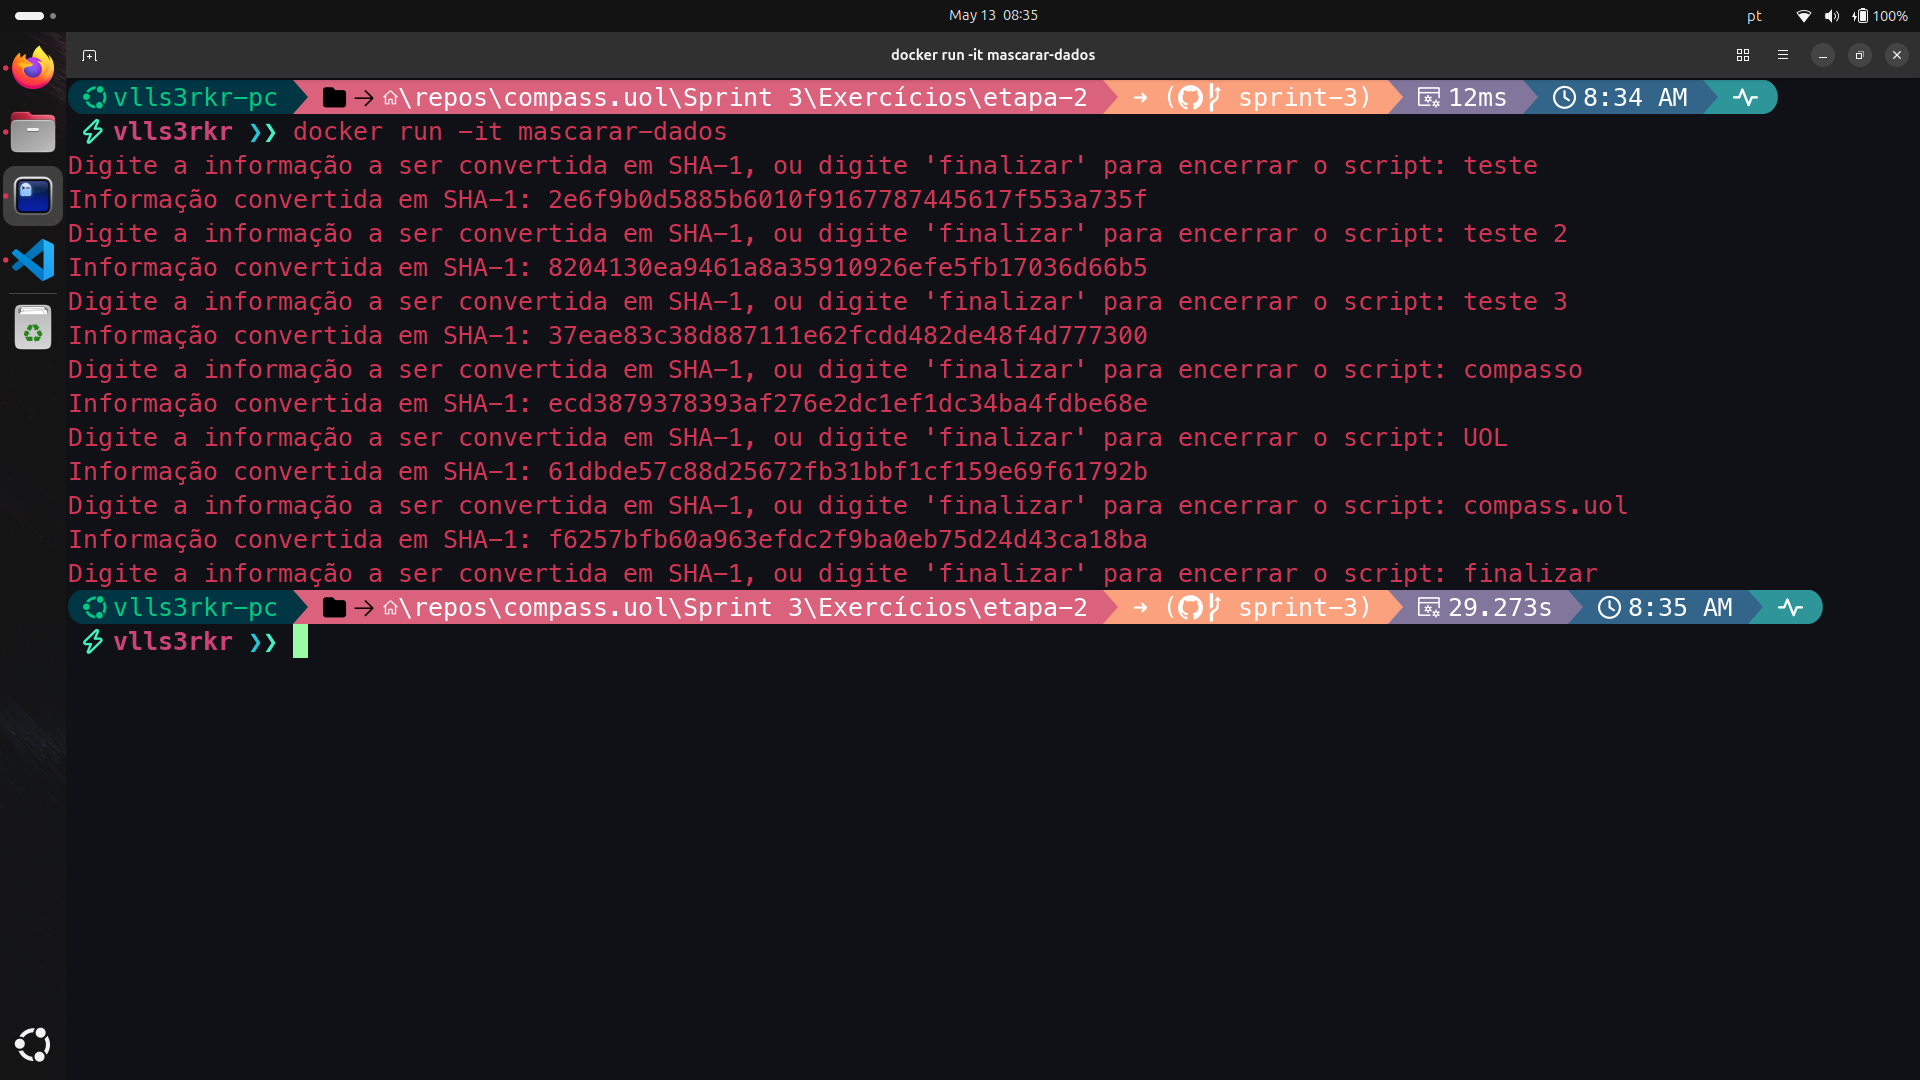 May 13 08:35
pt
100%
docker run -it mascarar-dados
vlls3rkr-pc \repos\compass.uol\Sprint 3\Exercícios\etapa-2 ( sprint-3) 12ms 8:34 AM
vlls3rkr ❯❯ docker run -it mascarar-dados
Digite a informação a ser convertida em SHA-1, ou digite 'finalizar' para encerrar o script: teste
Informação convertida em SHA-1: 2e6f9b0d5885b6010f9167787445617f553a735f
Digite a informação a ser convertida em SHA-1, ou digite 'finalizar' para encerrar o script: teste 2
Informação convertida em SHA-1: 8204130ea9461a8a35910926efe5fb17036d66b5
Digite a informação a ser convertida em SHA-1, ou digite 'finalizar' para encerrar o script: teste 3
Informação convertida em SHA-1: 37eae83c38d887111e62fcdd482de48f4d777300
Digite a informação a ser convertida em SHA-1, ou digite 'finalizar' para encerrar o script: compasso
Informação convertida em SHA-1: ecd3879378393af276e2dc1ef1dc34ba4fdbe68e
Digite a informação a ser convertida em SHA-1, ou digite 'finalizar' para encerrar o script: UOL
Informação convertida em SHA-1: 61dbde57c88d25672fb31bbf1cf159e69f61792b
Digite a informação a ser convertida em SHA-1, ou digite 'finalizar' para encerrar o script: compass.uol
Informação convertida em SHA-1: f6257bfb60a963efdc2f9ba0eb75d24d43ca18ba
Digite a informação a ser convertida em SHA-1, ou digite 'finalizar' para encerrar o script: finalizar
vlls3rkr-pc \repos\compass.uol\Sprint 3\Exercícios\etapa-2 ( sprint-3) 29.273s 8:35 AM
vlls3rkr ❯❯